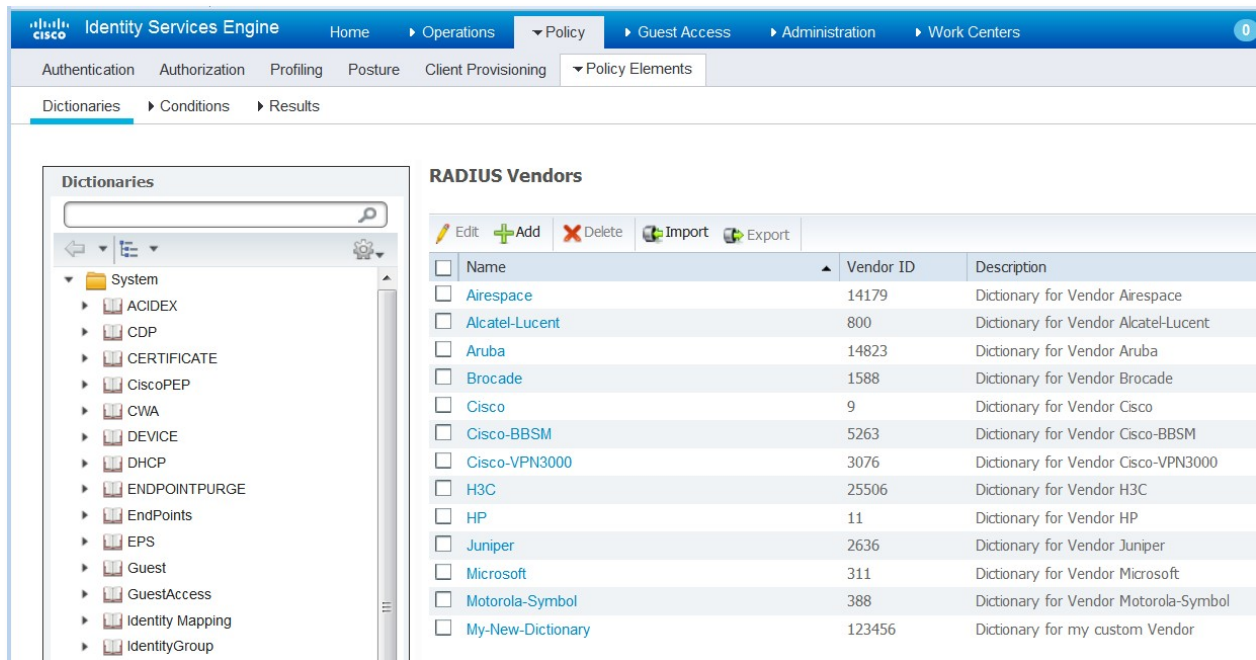 cisco Identity Services Engine Home Operations Policy Guest Access Administration Work Centers 0
Authentication Authorization Profiling Posture Client Provisioning Policy Elements
Dictionaries Conditions Results
Dictionaries
System
ACIDEX
CDP
CERTIFICATE
CiscoPEP
CWA
DEVICE
DHCP
ENDPOINTPURGE
EndPoints
EPS
Guest
GuestAccess
Identity Mapping
IdentityGroup
RADIUS Vendors
Edit Add Delete Import Export
Name Vendor ID Description
Airespace 14179 Dictionary for Vendor Airespace
Alcatel-Lucent 800 Dictionary for Vendor Alcatel-Lucent
Aruba 14823 Dictionary for Vendor Aruba
Brocade 1588 Dictionary for Vendor Brocade
Cisco 9 Dictionary for Vendor Cisco
Cisco-BBSM 5263 Dictionary for Vendor Cisco-BBSM
Cisco-VPN3000 3076 Dictionary for Vendor Cisco-VPN3000
H3C 25506 Dictionary for Vendor H3C
HP 11 Dictionary for Vendor HP
Juniper 2636 Dictionary for Vendor Juniper
Microsoft 311 Dictionary for Vendor Microsoft
Motorola-Symbol 388 Dictionary for Vendor Motorola-Symbol
My-New-Dictionary 123456 Dictionary for my custom Vendor